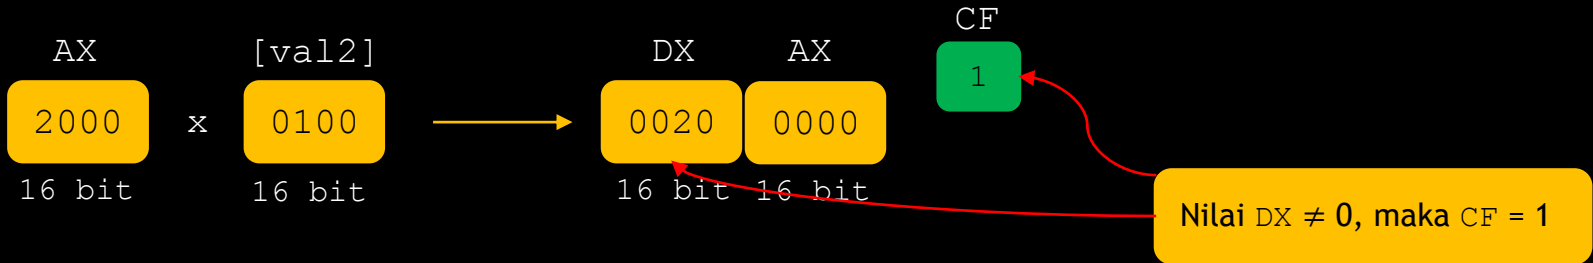 CF
AX [val2] DX AX
1
2000 x 0100 0020 0000
16 bit 16 bit 16 bit 16 bit
Nilai DX ≠ 0, maka CF = 1